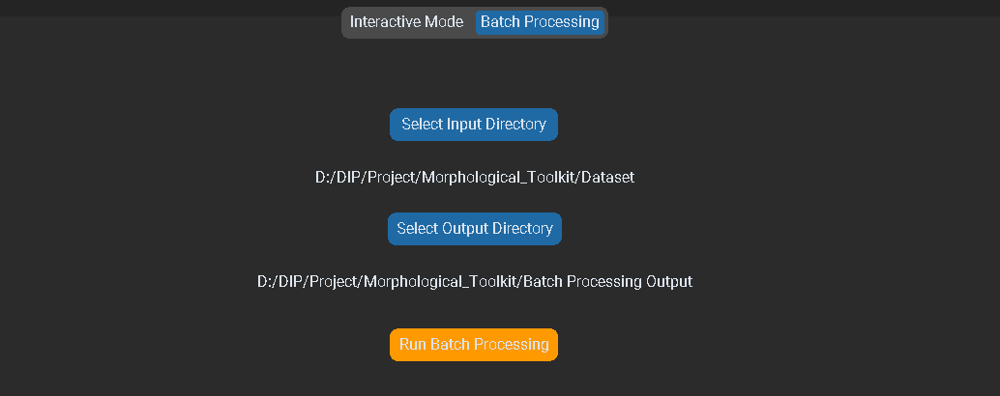 Interactive Mode Batch Processing
Select Input Directory
D:/DIP/Project/Morphological_Toolkit/Dataset
Select Output Directory
D:/DIP/Project/Morphological_Toolkit/Batch Processing Output
Run Batch Processing